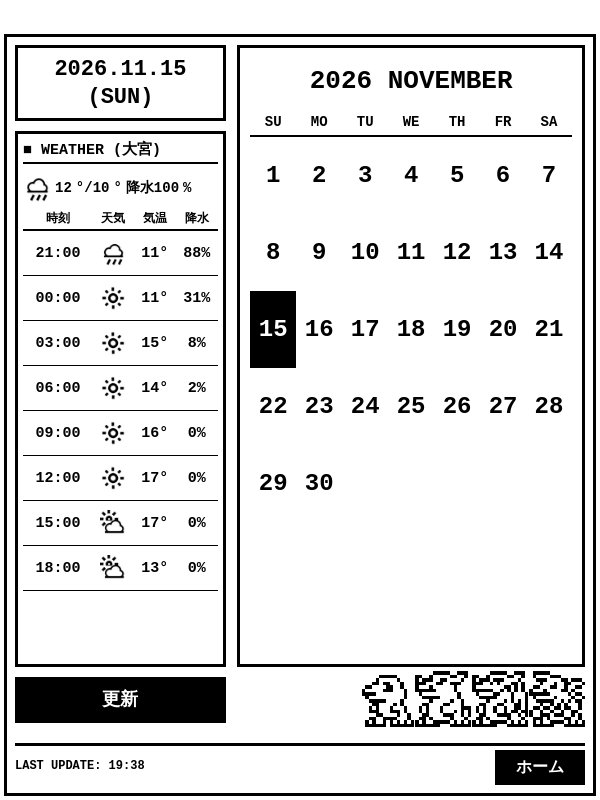 2026.11.15
(SUN)
■ WEATHER (大宮)
12°/10° 降水100%
時刻 天気 気温 降水
21:00 11° 88%
00:00 11° 31%
03:00 15° 8%
06:00 14° 2%
09:00 16° 0%
12:00 17° 0%
15:00 17° 0%
18:00 13° 0%
2026 NOVEMBER
SU MO TU WE TH FR SA
1 2 3 4 5 6 7
8 9 10 11 12 13 14
15 16 17 18 19 20 21
22 23 24 25 26 27 28
29 30
更新
LAST UPDATE: 19:38
ホーム